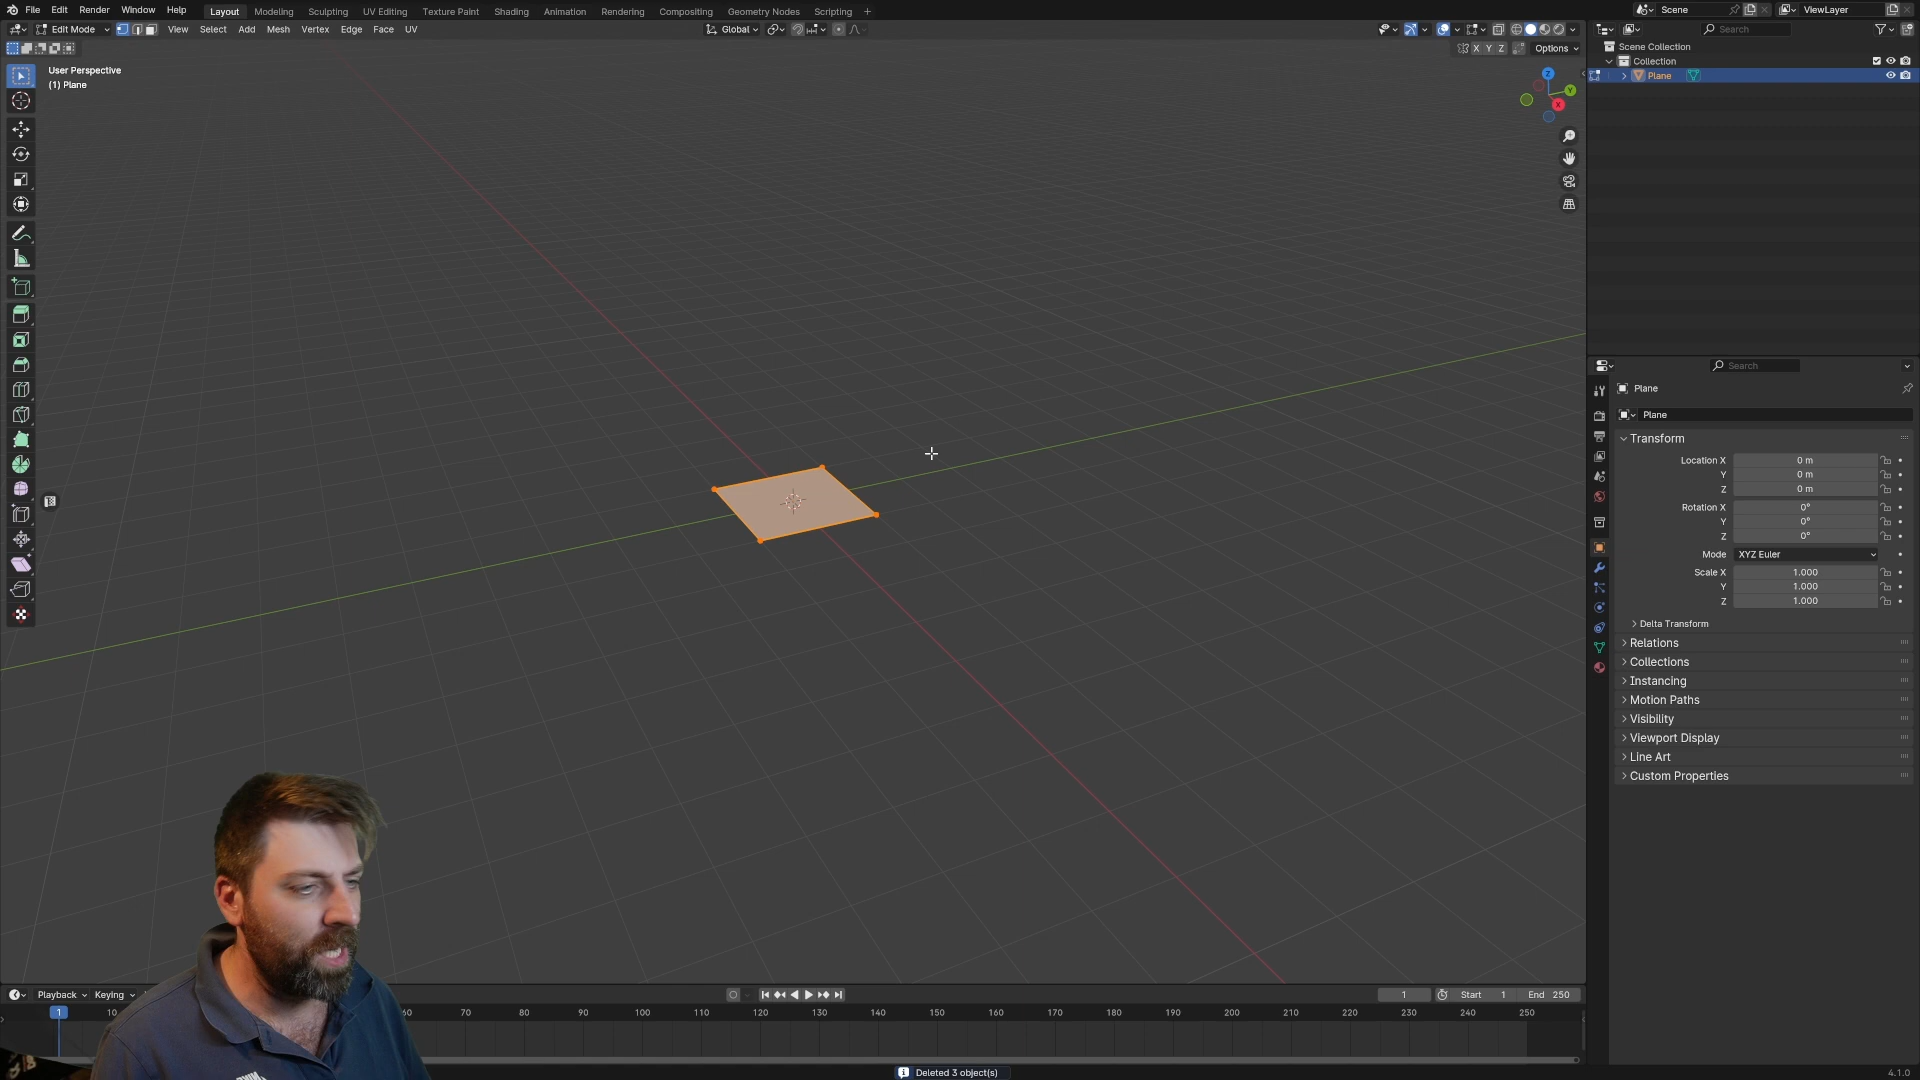 File Edit Render Window Help Layout Modeling Sculpting UV Editing Texture Paint Shading Animation Rendering Compositing Geometry Nodes Scripting + Scene ViewLayer
Edit Mode View Select Add Mesh Vertex Edge Face UV Global Search
X Y Z Options Scene Collection
Collection
User Perspective
(1) Plane
Plane
Z
Y
X
Search
Plane
Plane
Transform
Location X 0 m
Y 0 m
Z 0 m
Rotation X 0°
Y 0°
Z 0°
Mode XYZ Euler
Scale X 1.000
Y 1.000
Z 1.000
Delta Transform
Relations
Collections
Instancing
Motion Paths
Visibility
Viewport Display
Line Art
Custom Properties
Playback Keying 1 Start 1 End 250
1 10 60 70 80 90 100 110 120 130 140 150 160 170 180 190 200 210 220 230 240 250
Deleted 3 object(s) 4.1.0